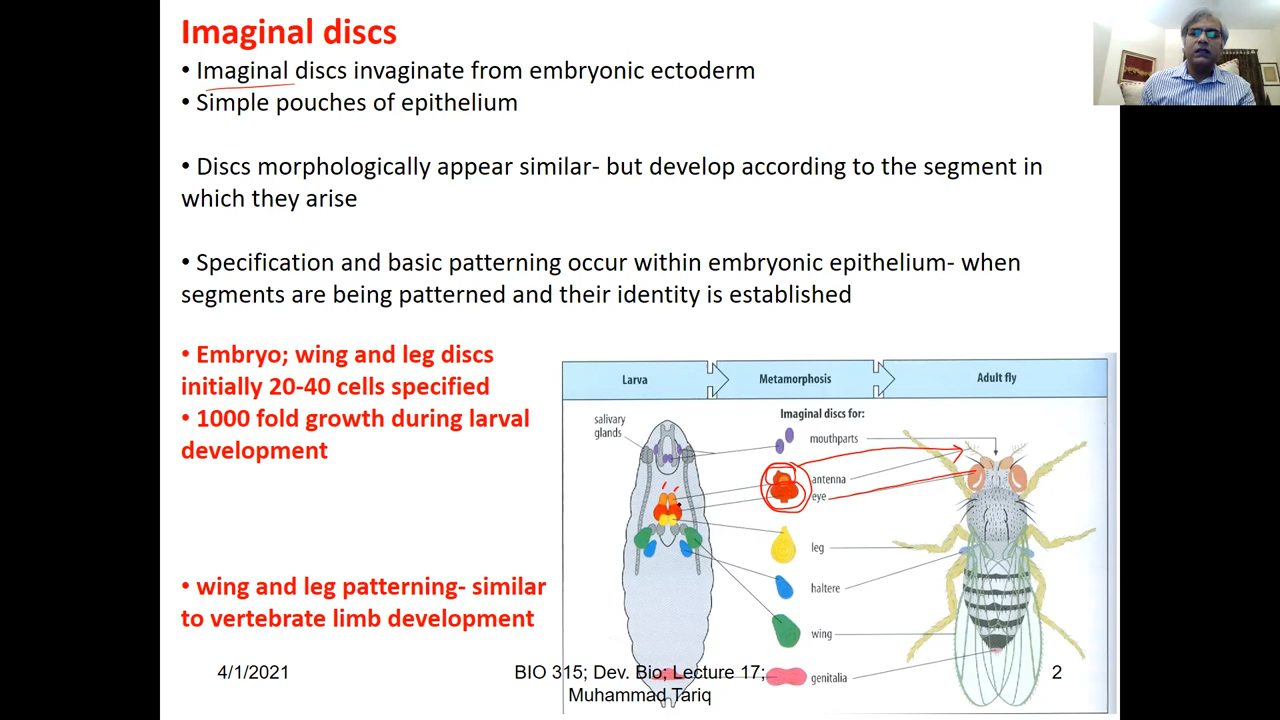 Imaginal discs
• Imaginal discs invaginate from embryonic ectoderm
• Simple pouches of epithelium
• Discs morphologically appear similar- but develop according to the segment in
which they arise
• Specification and basic patterning occur within embryonic epithelium- when
segments are being patterned and their identity is established
• Embryo; wing and leg discs
initially 20-40 cells specified
• 1000 fold growth during larval
development
• wing and leg patterning- similar
to vertebrate limb development
Larva
Metamorphosis
Adult fly
salivary
glands
Imaginal discs for:
mouthparts
antenna
eye
leg
haltere
wing
genitalia
4/1/2021
BIO 315; Dev. Bio; Lecture 17;
Muhammad Tariq
2